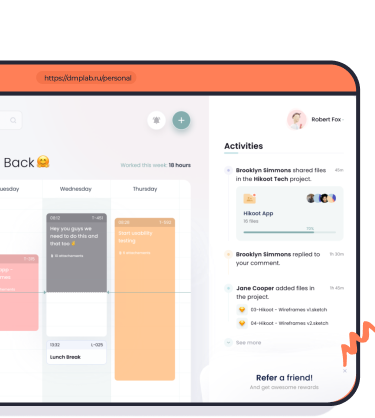 https://dmplab.ru/personal
Robert Fox
Back
Worked this week 18 hours
Activities
Brooklyn Simmons shared files
in the Hikoot Tech project.
Hikoot App
Brooklyn Simmons replied to
your comment.
Jane Cooper added files in
the project.
03-Hikoot - Wireframes v1.sketch
04-Hikoot - Wireframes v2.sketch
See more
Refer a friend!
And get awesome rewards
uesday
Wednesday
Thursday
Hey you guys we
need to do this and
that too
Start usability
testing
13:32
L-025
Lunch Break